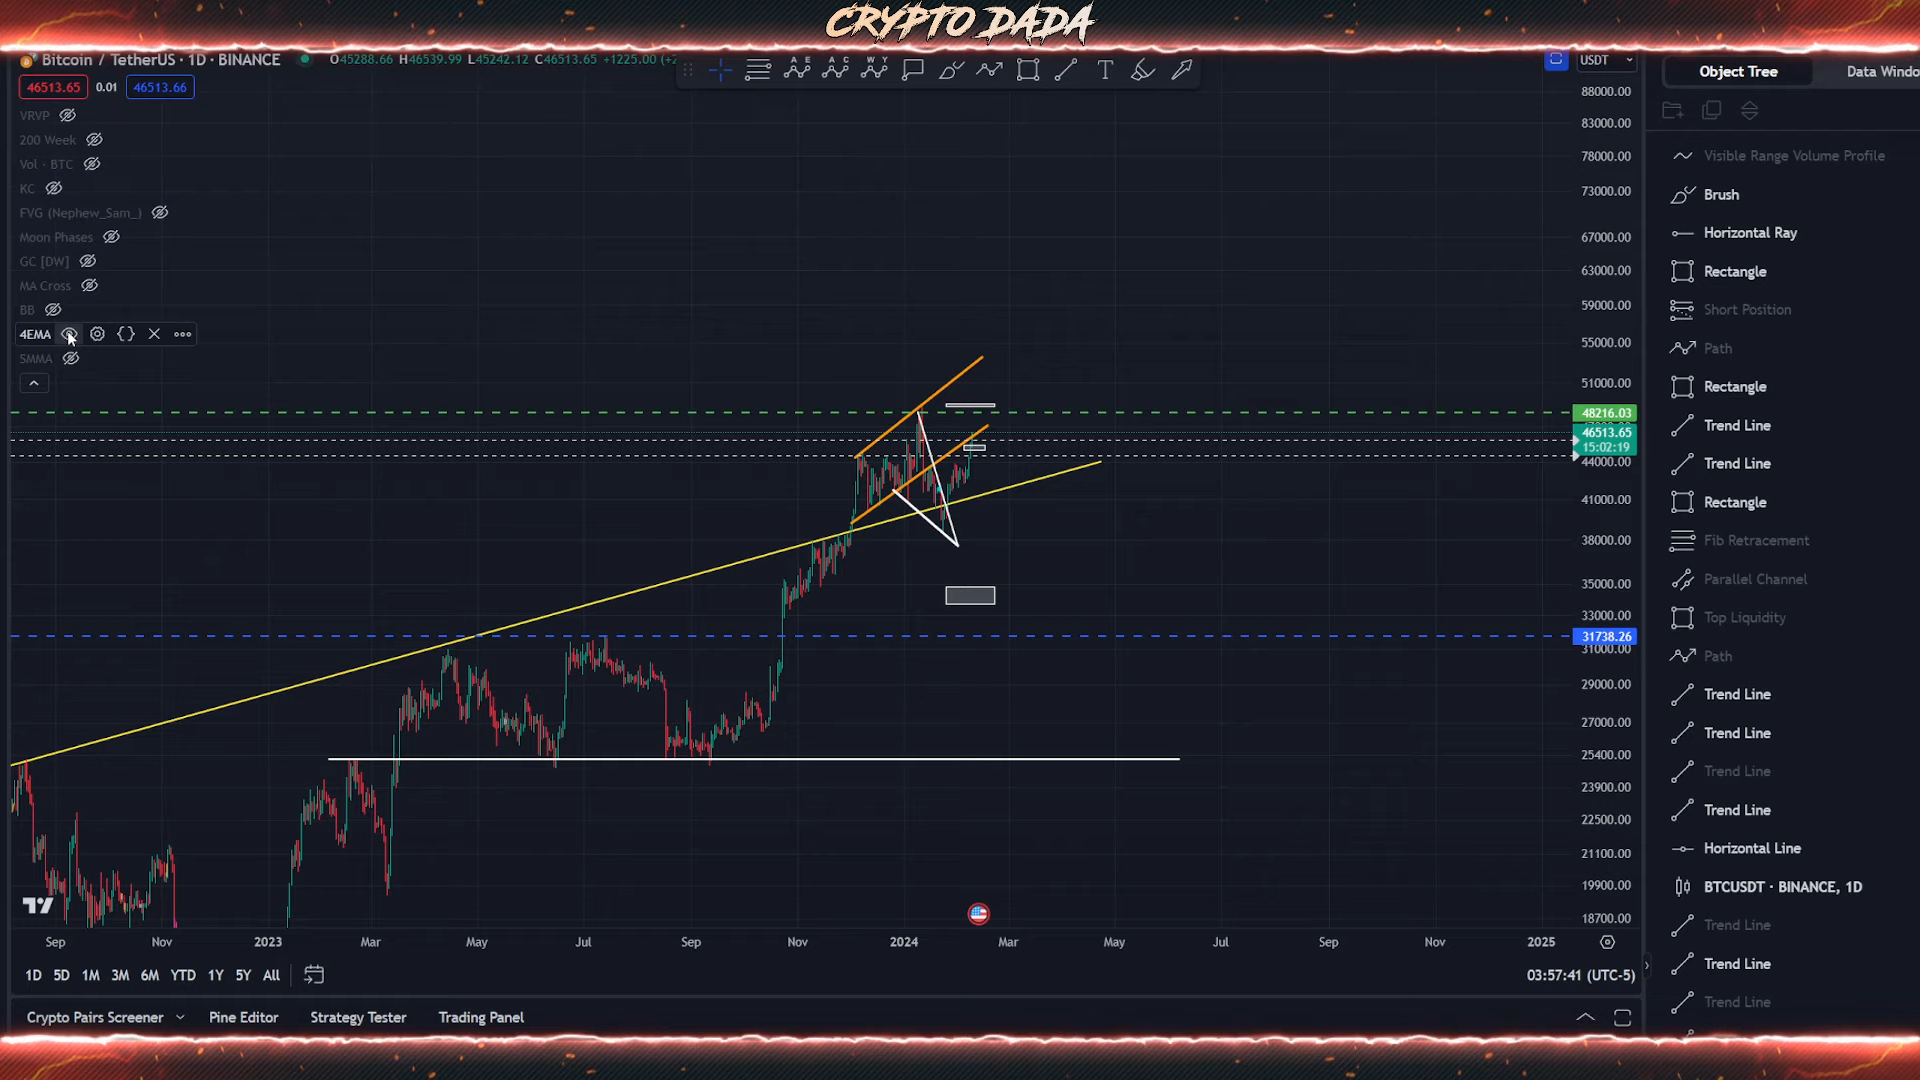 CRYPTO DADA
Bitcoin / TetherUS · 1D · BINANCE
O45288.66 H46539.99 L45242.12 C46513.65 +1225.00
USDT
Object Tree
Data Windo
46513.65
0.01
46513.66
VRVP
200 Week
Vol · BTC
KC
FVG (Nephew_Sam_)
Moon Phases
GC [DW]
MA Cross
BB
4EMA
SMMA
88000.00
83000.00
78000.00
73000.00
67000.00
63000.00
59000.00
55000.00
51000.00
48216.03
46513.65
15:02:19
44000.00
41000.00
38000.00
35000.00
33000.00
31738.26
31000.00
29000.00
27000.00
25400.00
23900.00
22500.00
21100.00
19900.00
18700.00
Visible Range Volume Profile
Brush
Horizontal Ray
Rectangle
Short Position
Path
Rectangle
Trend Line
Trend Line
Rectangle
Fib Retracement
Parallel Channel
Top Liquidity
Path
Trend Line
Trend Line
Trend Line
Trend Line
Horizontal Line
BTCUSDT · BINANCE, 1D
Trend Line
Trend Line
Trend Line
Sep Nov 2023 Mar May Jul Sep Nov 2024 Mar May Jul Sep Nov 2025
1D 5D 1M 3M 6M YTD 1Y 5Y All
03:57:41 (UTC-5)
Crypto Pairs Screener
Pine Editor
Strategy Tester
Trading Panel